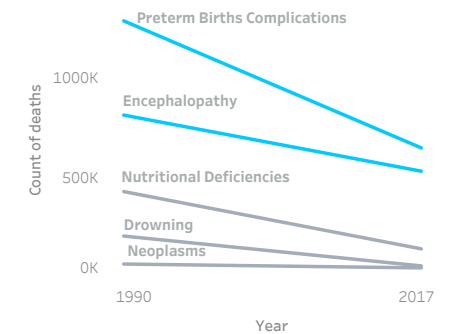 Preterm Births Complications
1000K
Encephalopathy
Count of deaths
500K
Nutritional Deficiencies
Drowning
Neoplasms
0K
1990
2017
Year